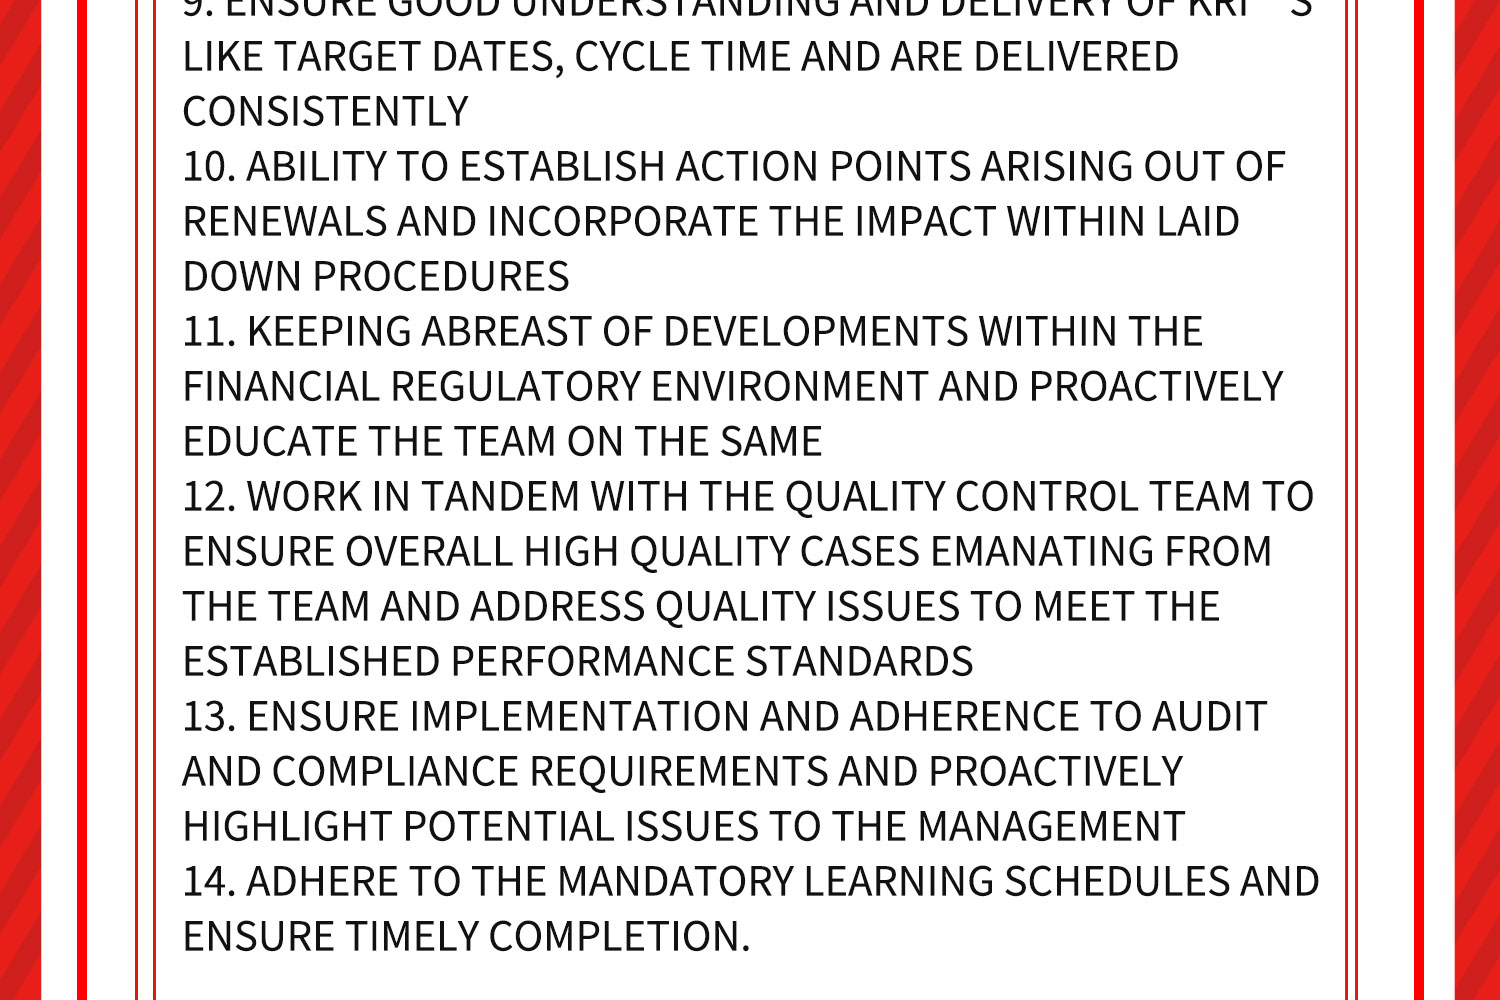 9. ENSURE GOOD UNDERSTANDING AND DELIVERY OF KRI S
LIKE TARGET DATES, CYCLE TIME AND ARE DELIVERED
CONSISTENTLY
10. ABILITY TO ESTABLISH ACTION POINTS ARISING OUT OF
RENEWALS AND INCORPORATE THE IMPACT WITHIN LAID
DOWN PROCEDURES
11. KEEPING ABREAST OF DEVELOPMENTS WITHIN THE
FINANCIAL REGULATORY ENVIRONMENT AND PROACTIVELY
EDUCATE THE TEAM ON THE SAME
12. WORK IN TANDEM WITH THE QUALITY CONTROL TEAM TO
ENSURE OVERALL HIGH QUALITY CASES EMANATING FROM
THE TEAM AND ADDRESS QUALITY ISSUES TO MEET THE
ESTABLISHED PERFORMANCE STANDARDS
13. ENSURE IMPLEMENTATION AND ADHERENCE TO AUDIT
AND COMPLIANCE REQUIREMENTS AND PROACTIVELY
HIGHLIGHT POTENTIAL ISSUES TO THE MANAGEMENT
14. ADHERE TO THE MANDATORY LEARNING SCHEDULES AND
ENSURE TIMELY COMPLETION.